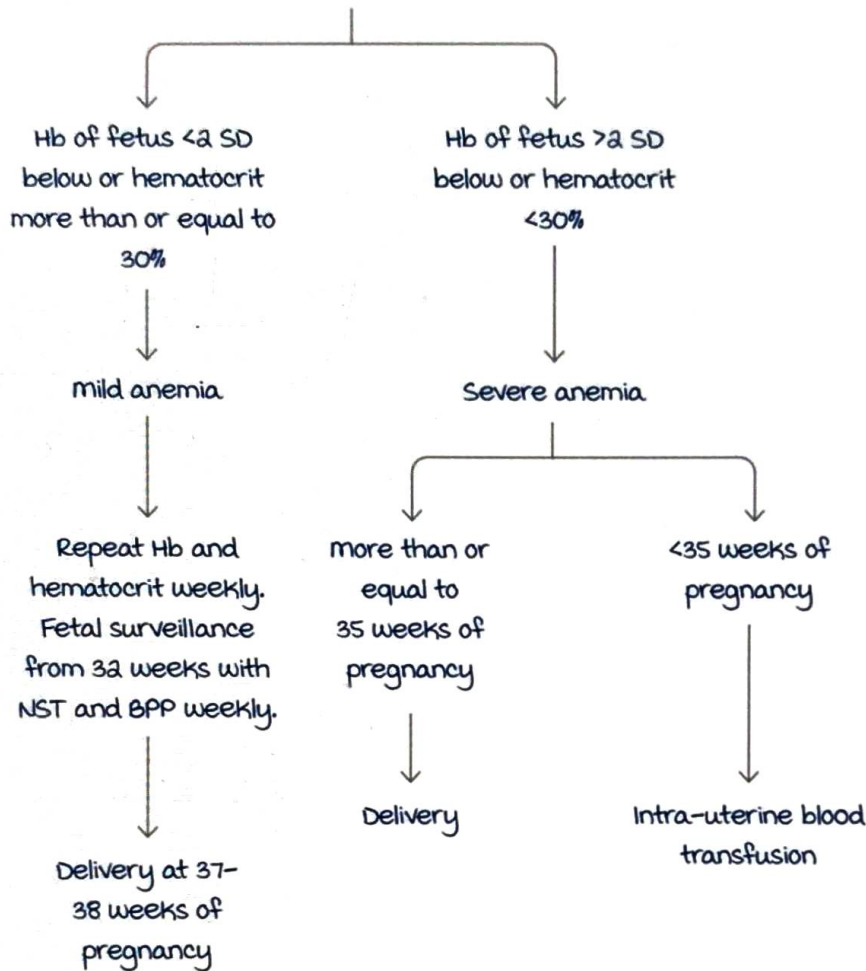 Hb of fetus <2 SD
below or hematocrit
more than or equal to
30%
Hb of fetus >2 SD
below or hematocrit
<30%
mild anemia
Severe anemia
Repeat Hb and
hematocrit weekly.
Fetal surveillance
from 32 weeks with
NST and BPP weekly.
more than or
equal to
35 weeks of
pregnancy
<35 weeks of
pregnancy
Delivery
Intra-uterine blood
transfusion
Delivery at 37-
38 weeks of
pregnancy